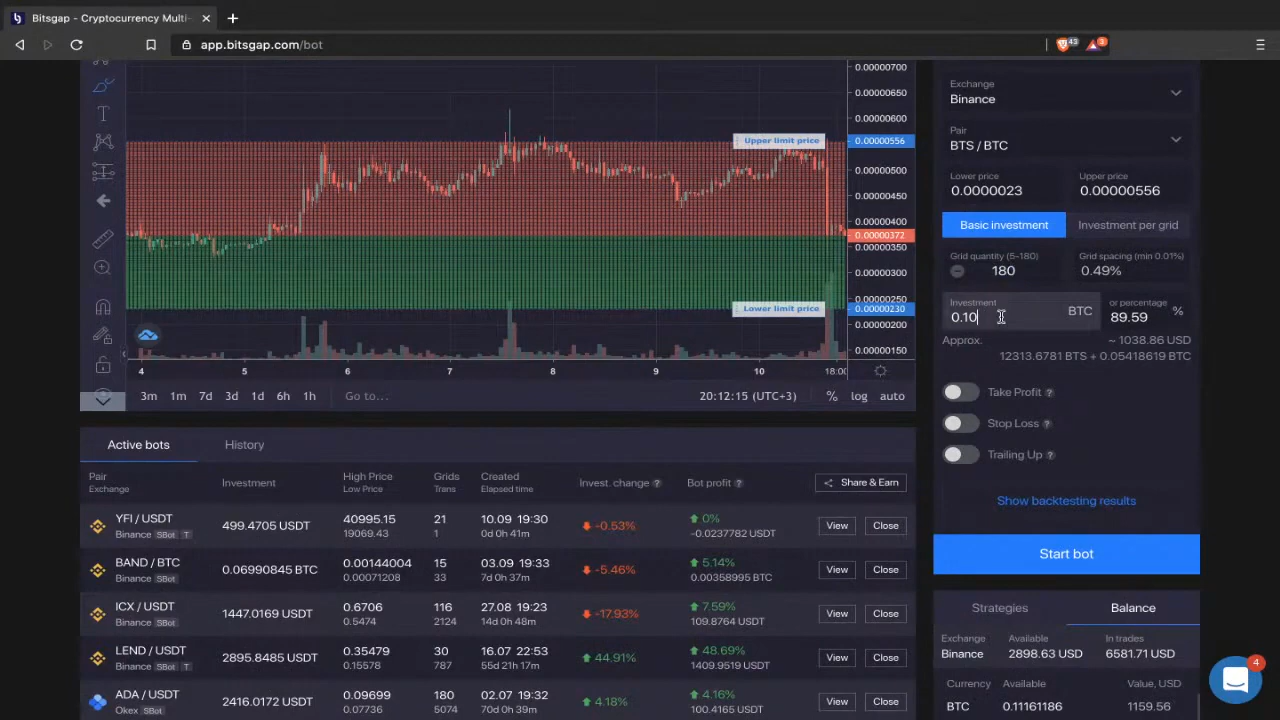 Bitsgap - Cryptocurrency Multi-
app.bitsgap.com/bot
43
3
0.00000700
0.00000650
0.00000600
Upper limit price
0.00000556
0.00000500
0.00000450
0.00000400
0.00000372
0.00000350
0.00000300
0.00000250
Lower limit price
0.00000230
0.00000200
0.00000150
4 5 6 7 8 9 10 18:00
3m 1m 7d 3d 1d 6h 1h Go to... 20:12:15 (UTC+3) % log auto
Exchange
Binance
Pair
BTS / BTC
Lower price Upper price
0.0000023 0.00000556
Basic investment Investment per grid
Grid quantity (5-180) Grid spacing (min 0.01%)
180 0.49%
Investment or percentage
0.10 BTC 89.59 %
Approx. ~ 1038.86 USD
12313.6781 BTS + 0.05418619 BTC
Take Profit ?
Stop Loss ?
Trailing Up ?
Show backtesting results
Start bot
Active bots History
Pair Investment High Price Grids Created Invest. change ? Bot profit ? Share & Earn
Exchange Low Price Trans Elapsed time
YFI / USDT 499.4705 USDT 40995.15 21 10.09 19:30 -0.53% 0% View Close
Binance SBot T 19069.43 1 0d 0h 41m −0.0237782 USDT
BAND / BTC 0.06990845 BTC 0.00144004 15 03.09 19:33 -5.46% 5.14% View Close
Binance SBot 0.00071208 33 7d 0h 37m 0.00358995 BTC
ICX / USDT 1447.0169 USDT 0.6706 116 27.08 19:23 -17.93% 7.59% View Close
Binance SBot 0.5474 2124 14d 0h 48m 109.8764 USDT
LEND / USDT 2895.8485 USDT 0.35479 30 16.07 22:53 44.91% 48.69% View Close
Binance SBot T 0.15578 787 55d 21h 17m 1409.9519 USDT
ADA / USDT 2416.0172 USDT 0.09699 180 02.07 19:32 4.18% 4.16% View Close
Okex SBot 0.07736 5074 70d 0h 39m 100.4165 USDT
Strategies Balance
Exchange Available In trades
Binance 2898.63 USD 6581.71 USD
Currency Available Value, USD
BTC 0.11161186 1159.56
4